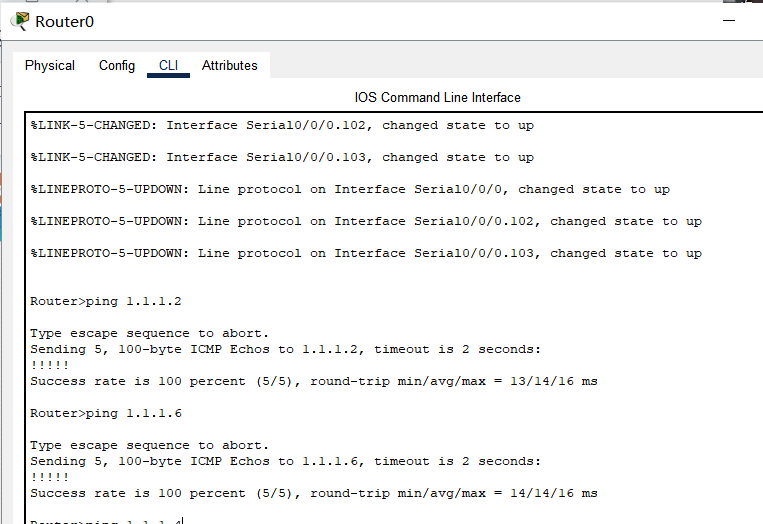 Router0
Physical Config CLI Attributes
IOS Command Line Interface
%LINK-5-CHANGED: Interface Serial0/0/0.102, changed state to up
%LINK-5-CHANGED: Interface Serial0/0/0.103, changed state to up
%LINEPROTO-5-UPDOWN: Line protocol on Interface Serial0/0/0, changed state to up
%LINEPROTO-5-UPDOWN: Line protocol on Interface Serial0/0/0.102, changed state to up
%LINEPROTO-5-UPDOWN: Line protocol on Interface Serial0/0/0.103, changed state to up
Router>ping 1.1.1.2
Type escape sequence to abort.
Sending 5, 100-byte ICMP Echos to 1.1.1.2, timeout is 2 seconds:
!!!!!
Success rate is 100 percent (5/5), round-trip min/avg/max = 13/14/16 ms
Router>ping 1.1.1.6
Type escape sequence to abort.
Sending 5, 100-byte ICMP Echos to 1.1.1.6, timeout is 2 seconds:
!!!!!
Success rate is 100 percent (5/5), round-trip min/avg/max = 14/14/16 ms
Router>ping